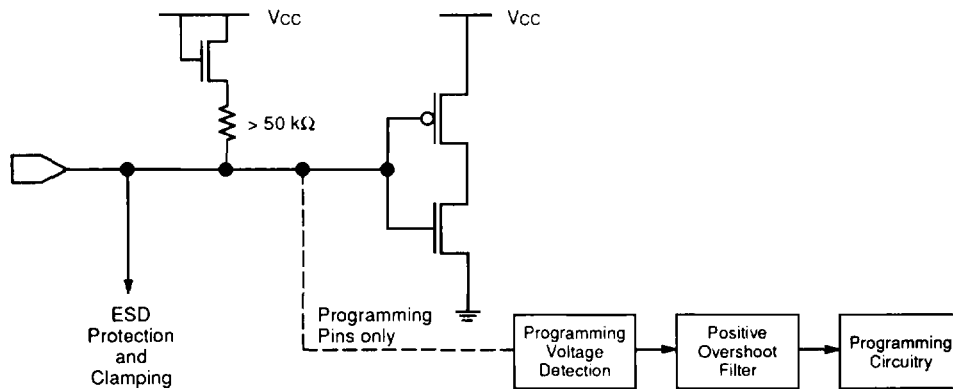 VCC
VCC
> 50 kΩ
ESD
Protection
and
Clamping
Programming
Pins only
Programming
Voltage
Detection
Positive
Overshoot
Filter
Programming
Circuitry